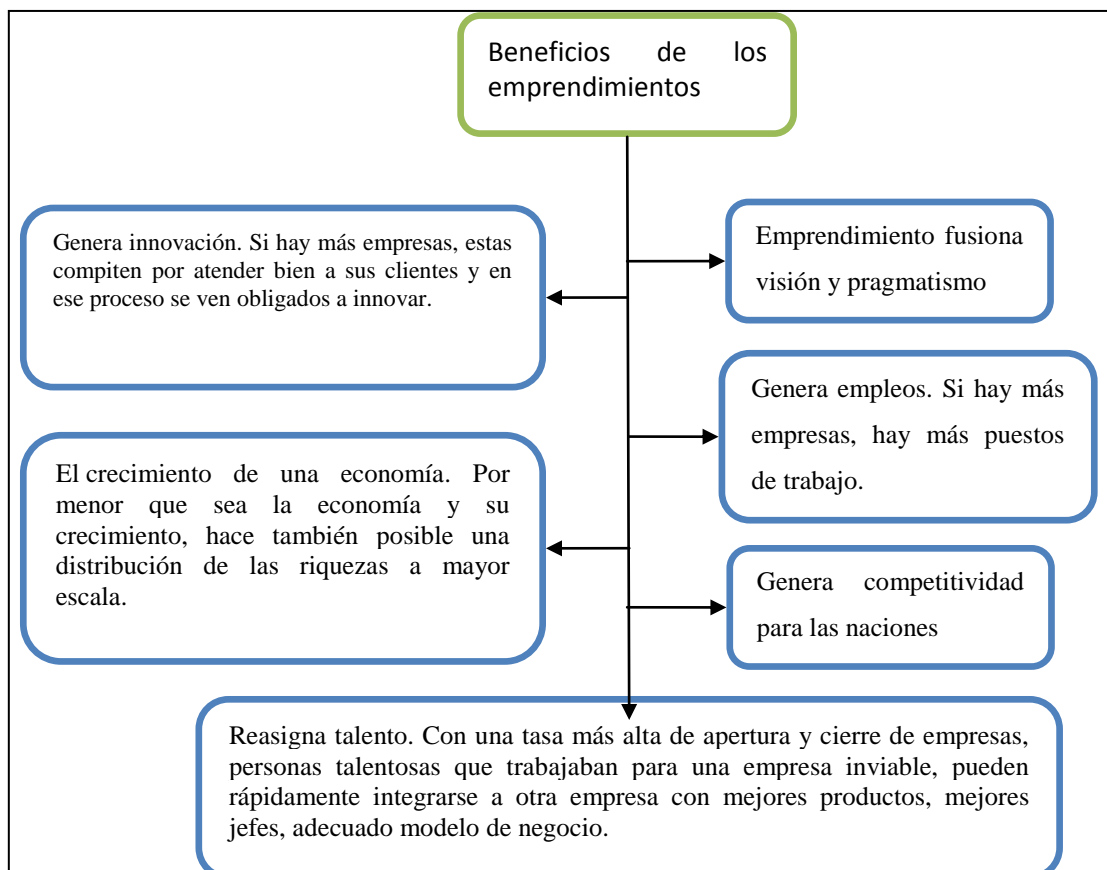 Beneficios de los
emprendimientos
Genera innovación. Si hay más empresas, estas
compiten por atender bien a sus clientes y en
ese proceso se ven obligados a innovar.
Emprendimiento fusiona
visión y pragmatismo
Genera empleos. Si hay más
empresas, hay más puestos
de trabajo.
El crecimiento de una economía. Por
menor que sea la economía y su
crecimiento, hace también posible una
distribución de las riquezas a mayor
escala.
Genera competitividad
para las naciones
Reasigna talento. Con una tasa más alta de apertura y cierre de empresas,
personas talentosas que trabajaban para una empresa inviable, pueden
rápidamente integrarse a otra empresa con mejores productos, mejores
jefes, adecuado modelo de negocio.